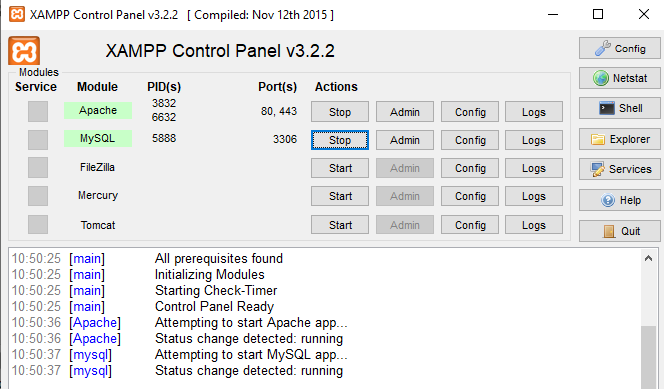 XAMPP Control Panel v3.2.2 [ Compiled: Nov 12th 2015 ]
XAMPP Control Panel v3.2.2
Config
Modules
Service Module PID(s) Port(s) Actions
Netstat
Apache 3832 6632 80, 443 Stop Admin Config Logs
Shell
MySQL 5888 3306 Stop Admin Config Logs
Explorer
FileZilla Start Admin Config Logs
Services
Mercury Start Admin Config Logs
Help
Tomcat Start Admin Config Logs
Quit
10:50:25 [main] All prerequisites found
10:50:25 [main] Initializing Modules
10:50:25 [main] Starting Check-Timer
10:50:25 [main] Control Panel Ready
10:50:36 [Apache] Attempting to start Apache app...
10:50:36 [Apache] Status change detected: running
10:50:37 [mysql] Attempting to start MySQL app...
10:50:37 [mysql] Status change detected: running